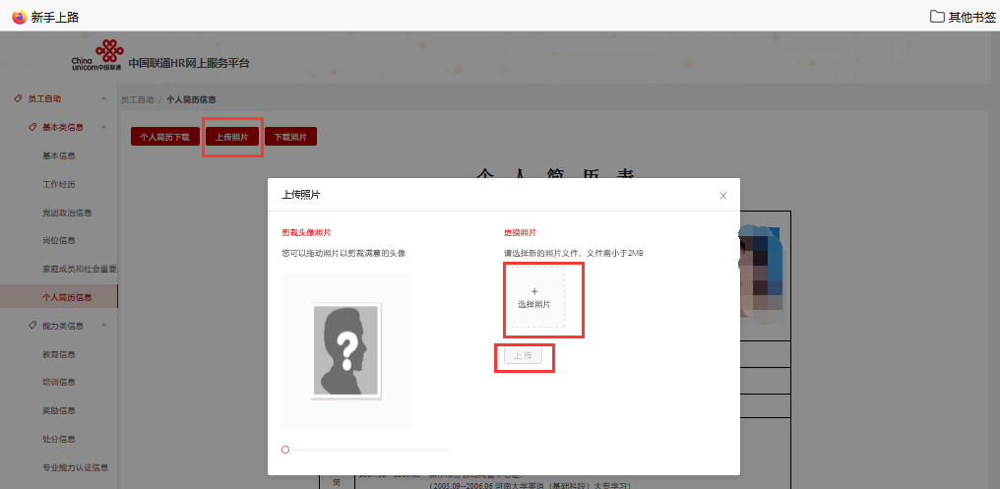 新手上路
其他书签
China
unicom中国联通
中国联通HR网上服务平台
员工自助
员工自助 / 个人简历信息
基本类信息
个人简历下载
上传照片
下载照片
基本信息
工作经历
党团政治信息
岗位信息
家庭成员和社会重要
个人简历信息
能力类信息
教育信息
培训信息
奖励信息
处分信息
专业能力认证信息
个 人 简 历 表
上传照片
剪裁头像照片
您可以拖动照片以剪裁满意的头像
更换照片
请选择新的照片文件，文件需小于2MB
+
选择照片
上 传
简
(2003.09--2006.06 河南大学英语（基础科段）大专学习)